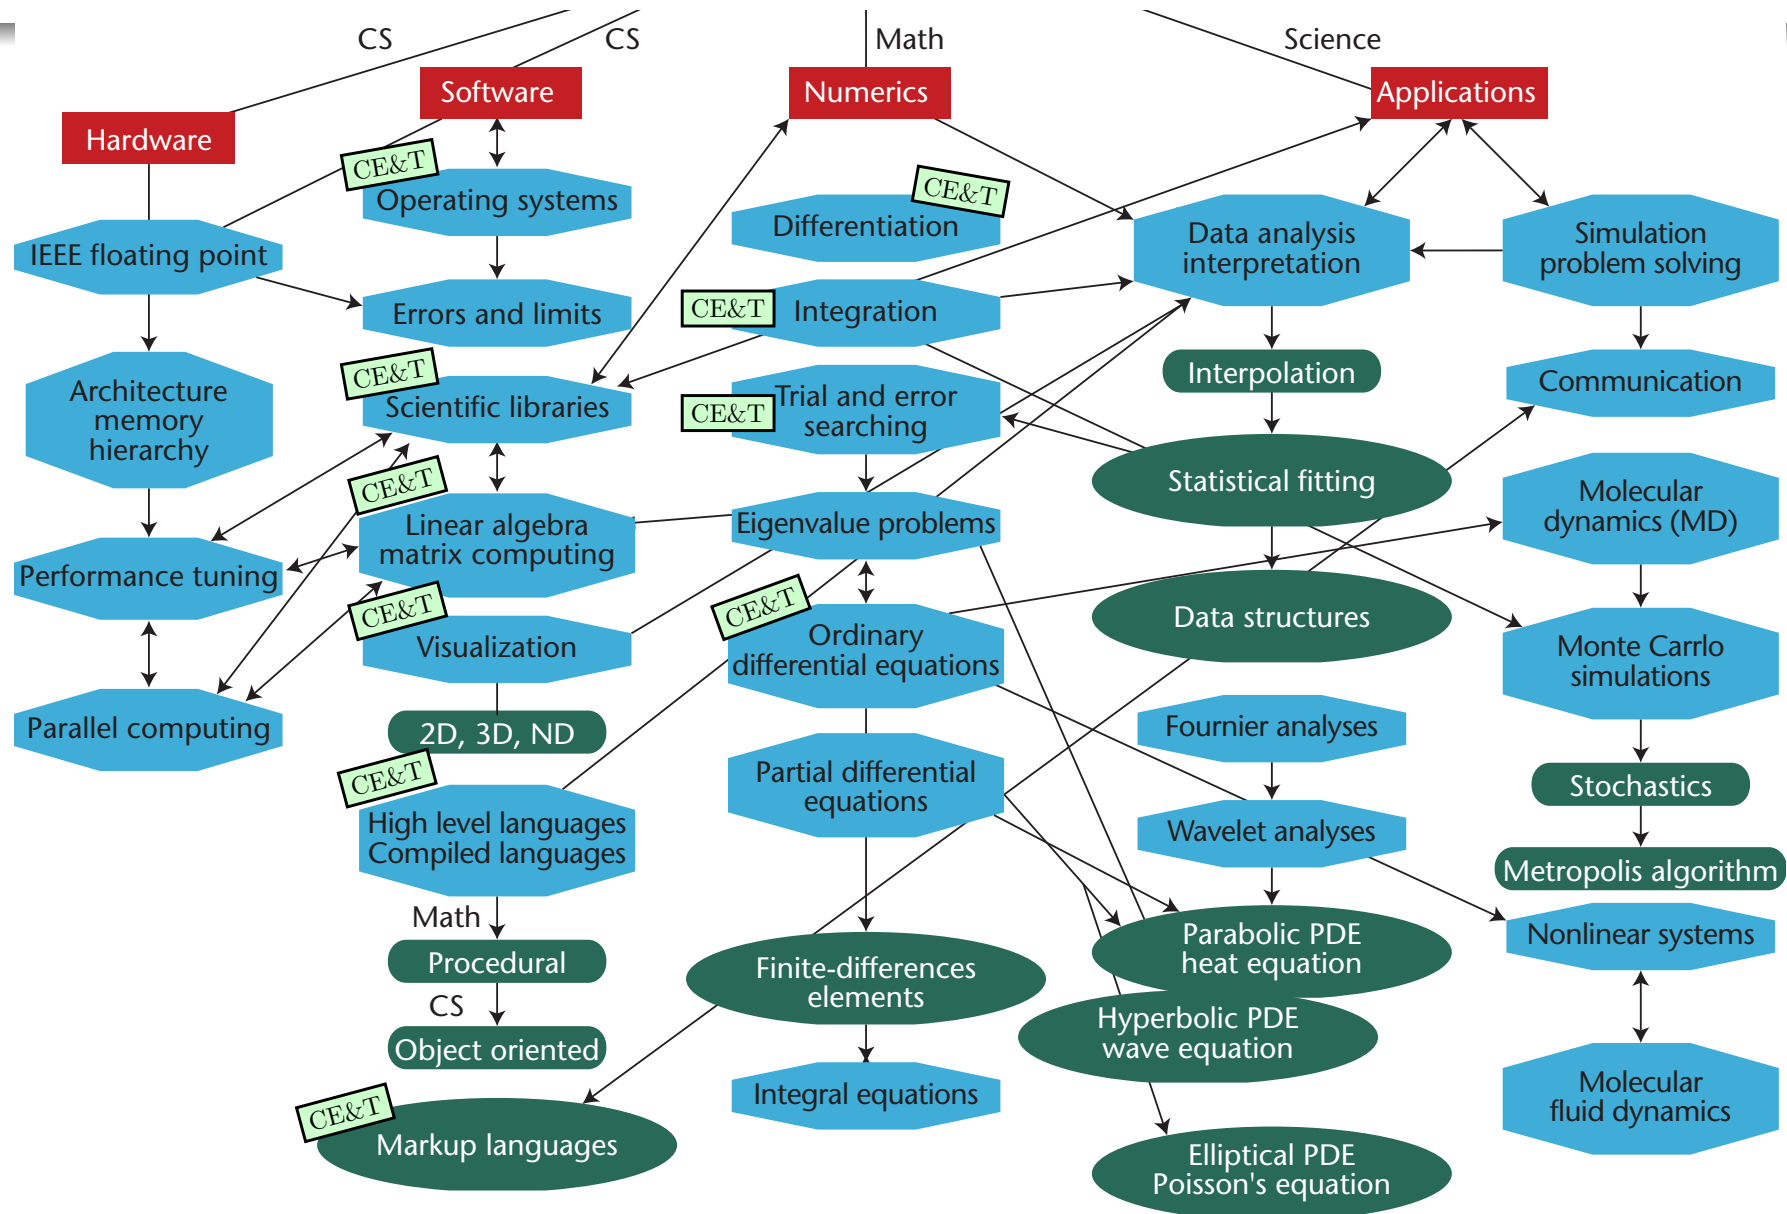 CS
CS
Math
Science
Hardware
Software
Numerics
Applications
CE&T
Operating systems
IEEE floating point
Errors and limits
Architecture
memory
hierarchy
CE&T
Scientific libraries
CE&T
Linear algebra
matrix computing
Performance tuning
CE&T
Visualization
Parallel computing
2D, 3D, ND
CE&T
High level languages
Compiled languages
Math
Procedural
CS
Object oriented
CE&T
Markup languages
CE&T
Differentiation
CE&T
Integration
CE&T
Trial and error
searching
Eigenvalue problems
CE&T
Ordinary
differential equations
Partial differential
equations
Finite-differences
elements
Integral equations
Data analysis
interpretation
Interpolation
Statistical fitting
Data structures
Fournier analyses
Wavelet analyses
Parabolic PDE
heat equation
Hyperbolic PDE
wave equation
Elliptical PDE
Poisson's equation
Simulation
problem solving
Communication
Molecular
dynamics (MD)
Monte Carrlo
simulations
Stochastics
Metropolis algorithm
Nonlinear systems
Molecular
fluid dynamics